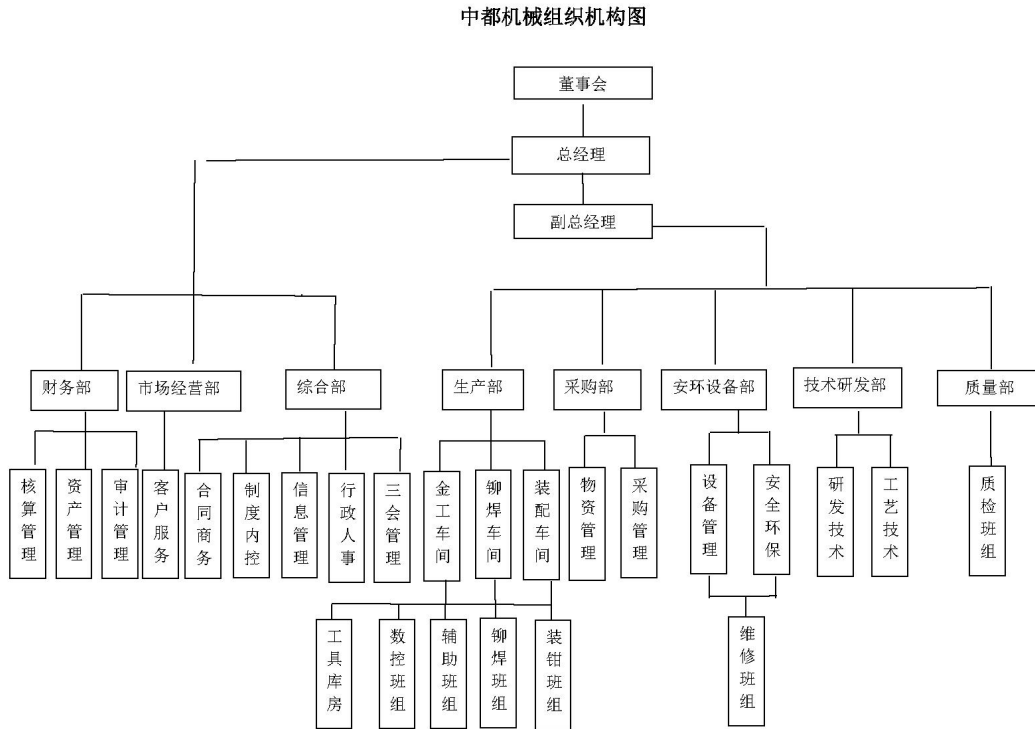 中都机械组织机构图
董事会
总经理
副总经理
财务部
市场经营部
综合部
生产部
采购部
安环设备部
技术研发部
质量部
核算管理
资产管理
审计管理
客户服务
合同商务
制度内控
信息管理
行政人事
三会管理
金工车间
铆焊车间
装配车间
物资管理
采购管理
设备管理
安全环保
研发技术
工艺技术
质检班组
工具库房
数控班组
辅助班组
铆焊班组
装钳班组
维修班组